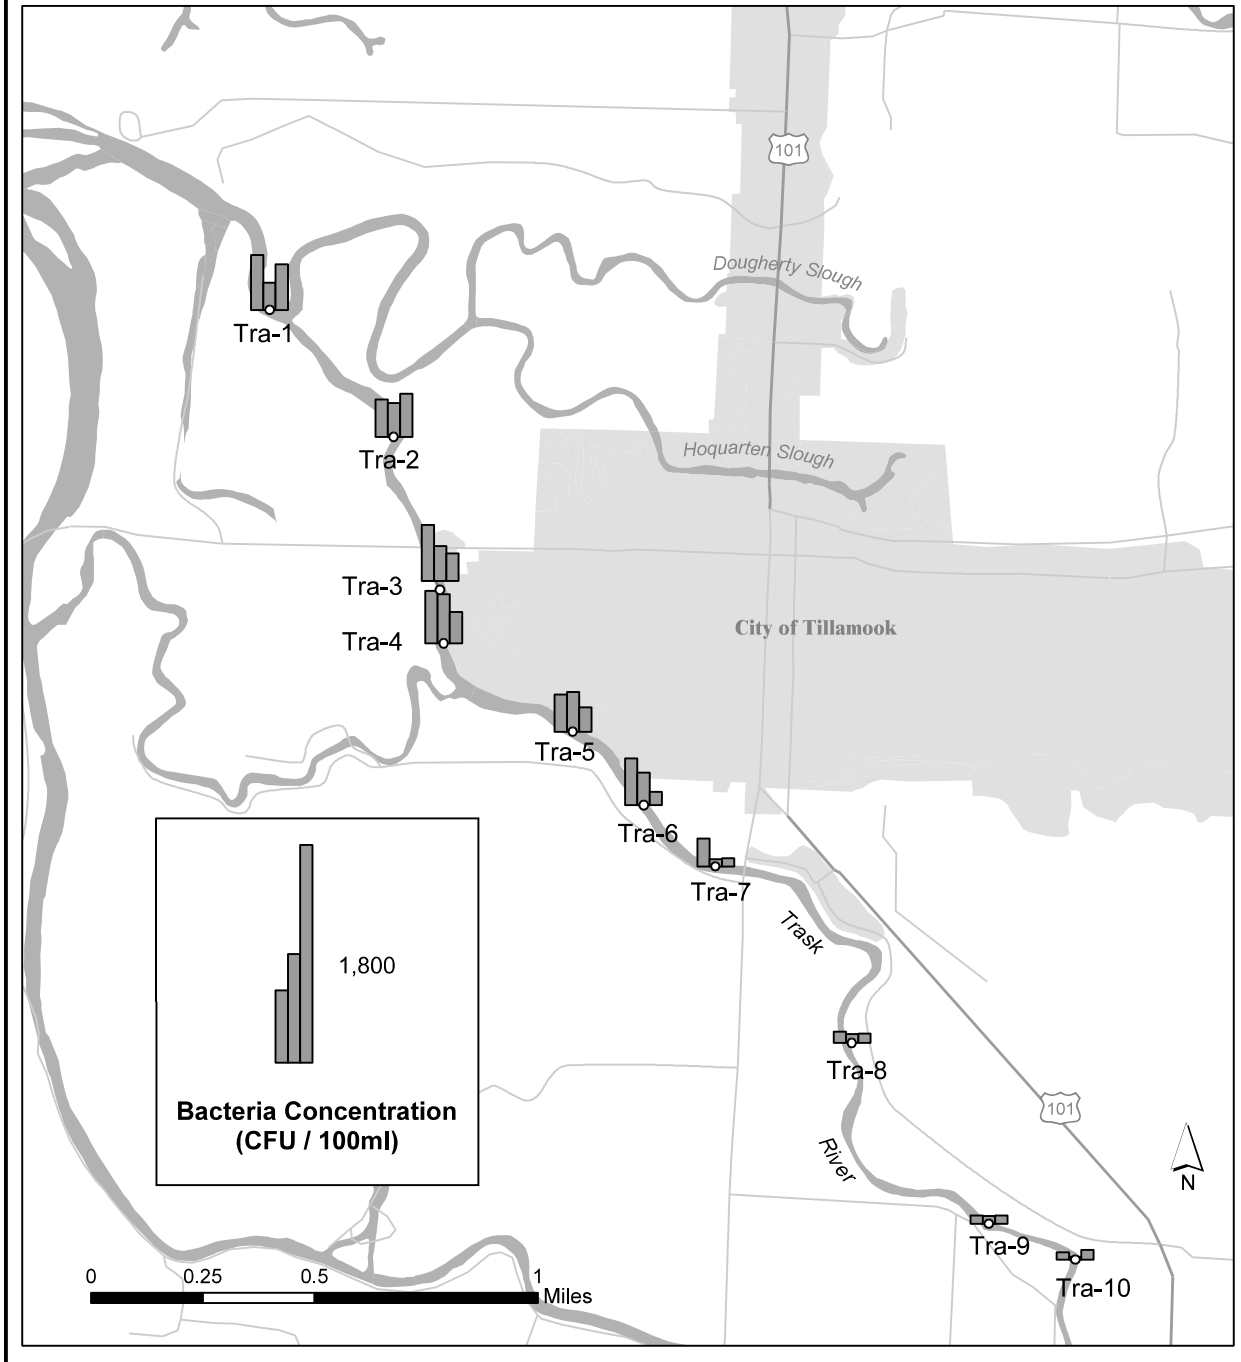 101
Dougherty Slough
Tra-1
Tra-2
Hoquarten Slough
Tra-3
City of Tillamook
Tra-4
Tra-5
Tra-6
Tra-7
Trask
1,800
Tra-8
Bacteria Concentration
(CFU / 100ml)
101
River
N
Tra-9
Tra-10
0 0.25 0.5 1
Miles